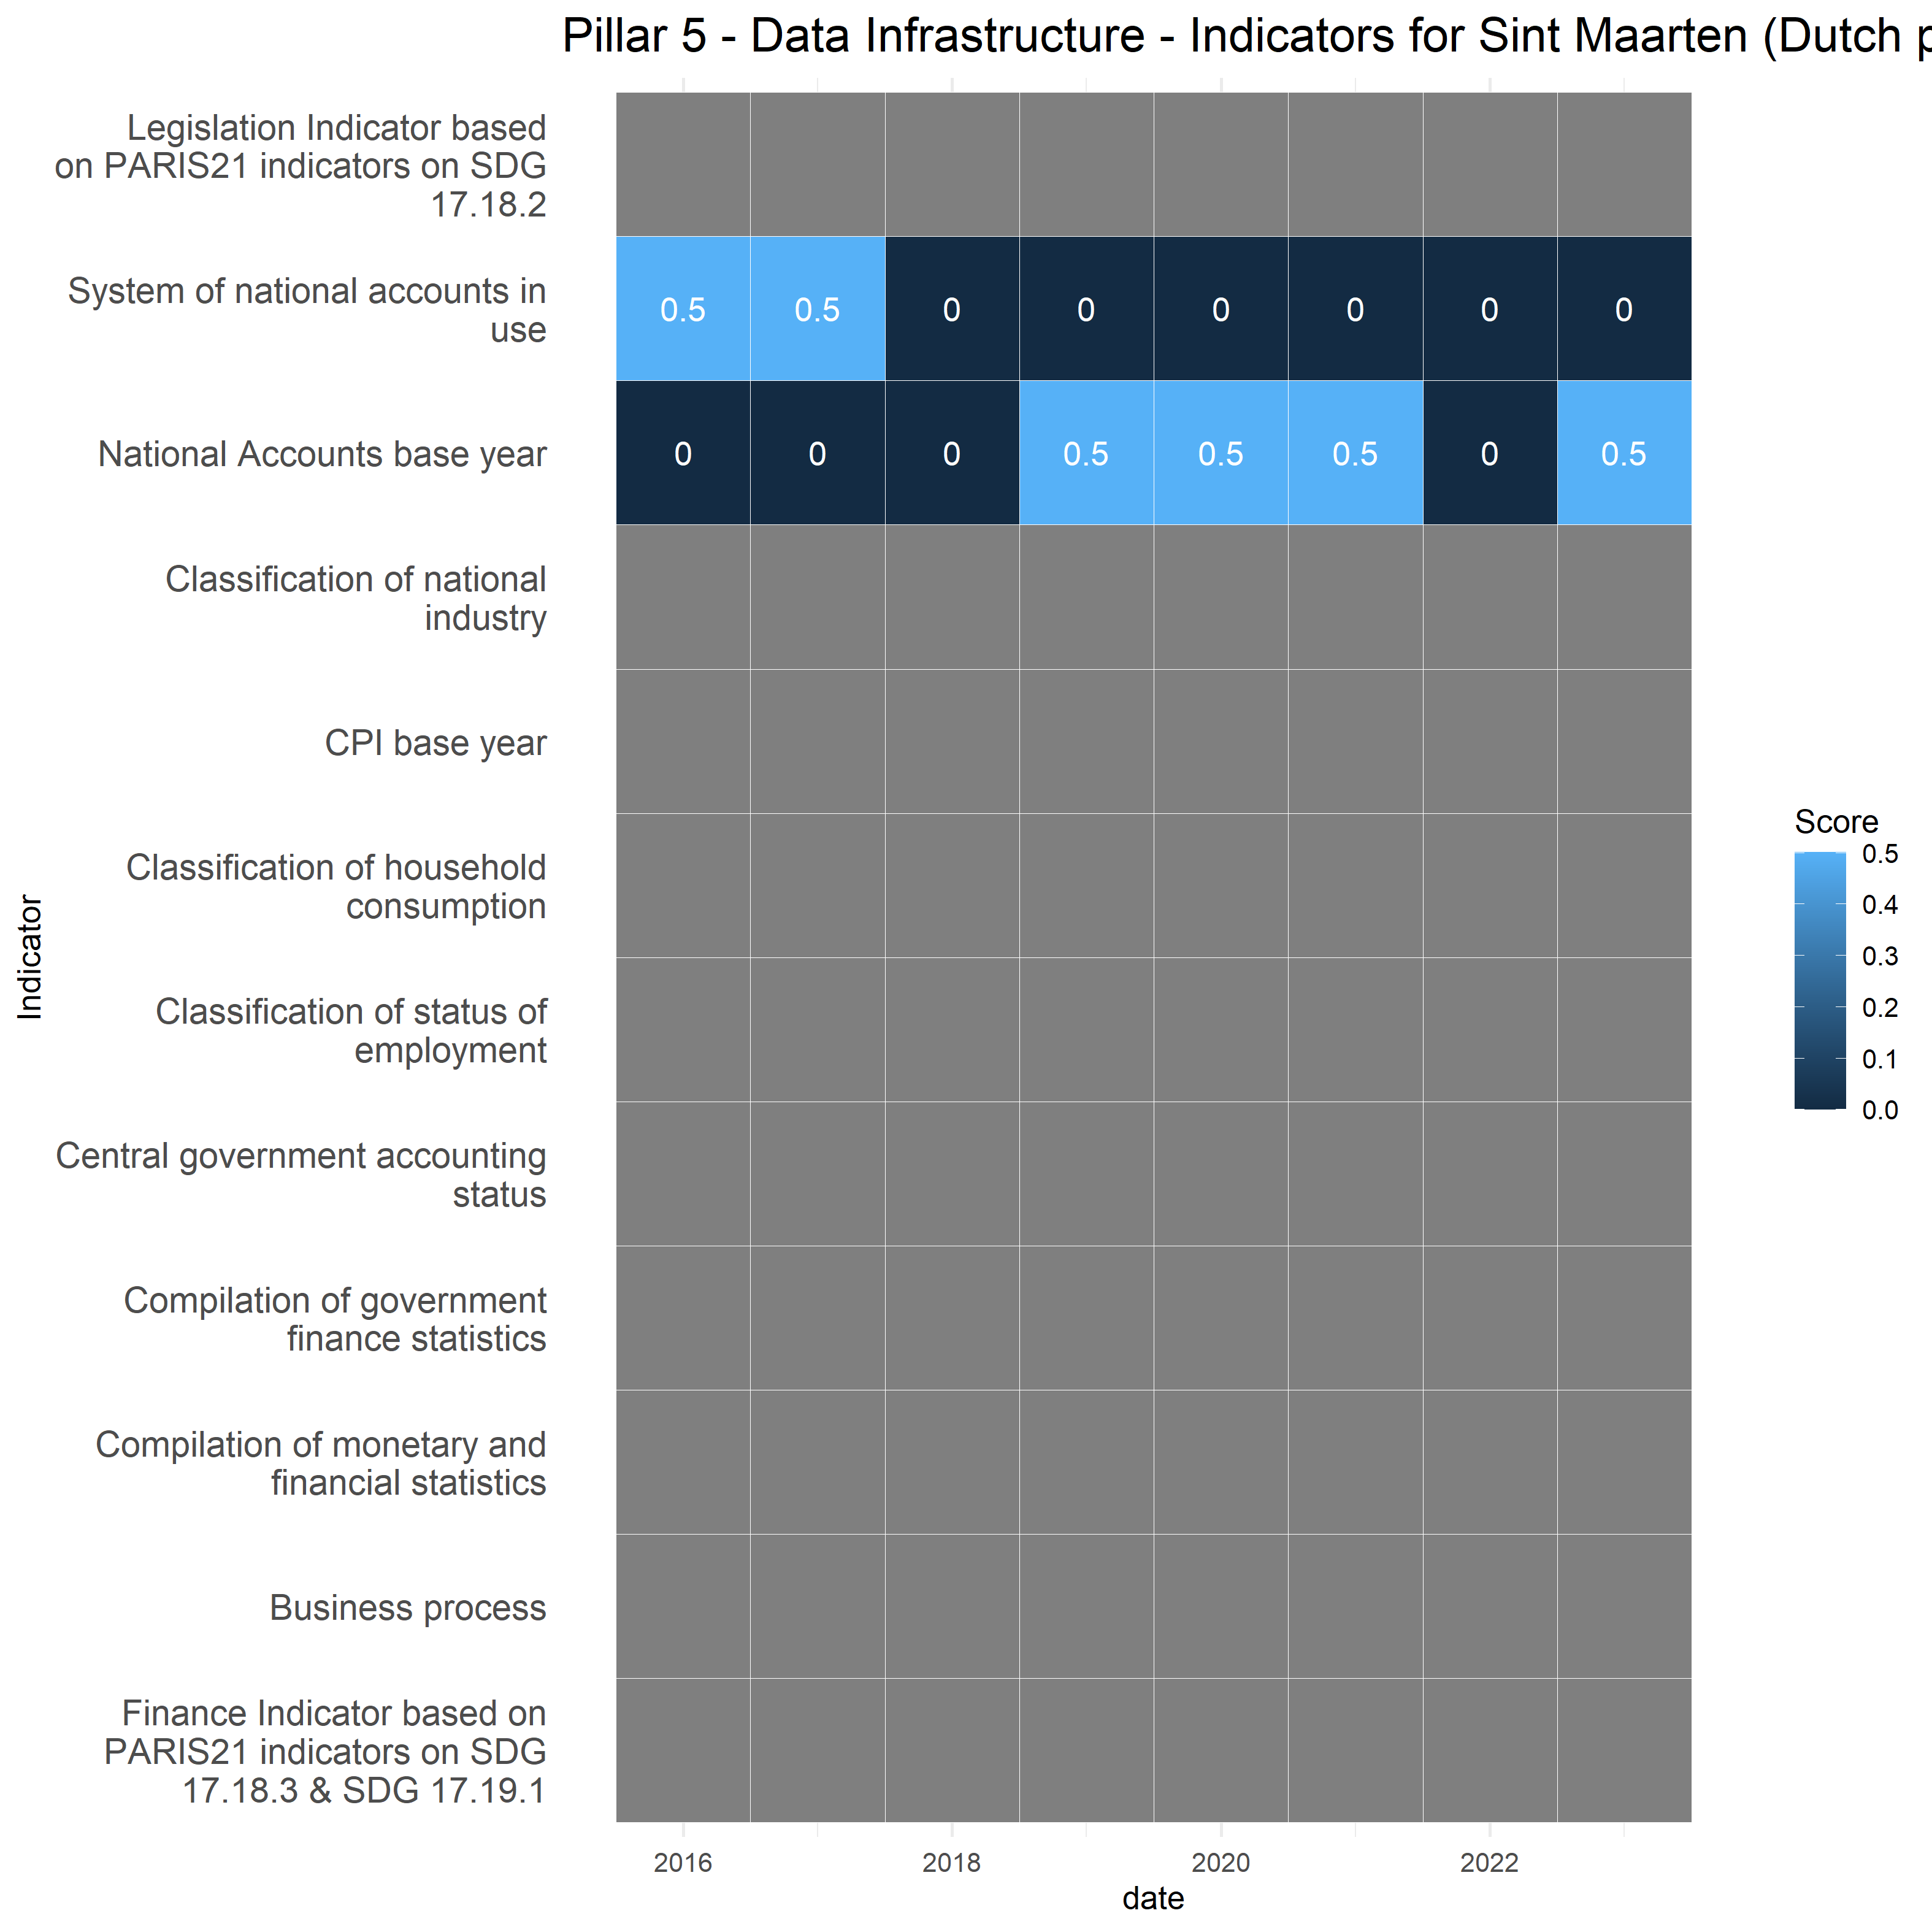 Pillar 5 - Data Infrastructure - Indicators for Sint Maarten (Dutch p
Legislation Indicator based
on PARIS21 indicators on SDG
17.18.2
System of national accounts in
use
0.5 0.5 0 0 0 0 0 0
National Accounts base year
0 0 0 0.5 0.5 0.5 0 0.5
Classification of national
industry
CPI base year
Classification of household
consumption
Classification of status of
employment
Central government accounting
status
Compilation of government
finance statistics
Compilation of monetary and
financial statistics
Business process
Finance Indicator based on
PARIS21 indicators on SDG
17.18.3 & SDG 17.19.1
Indicator
2016 2018 2020 2022
date
Score
0.5
0.4
0.3
0.2
0.1
0.0